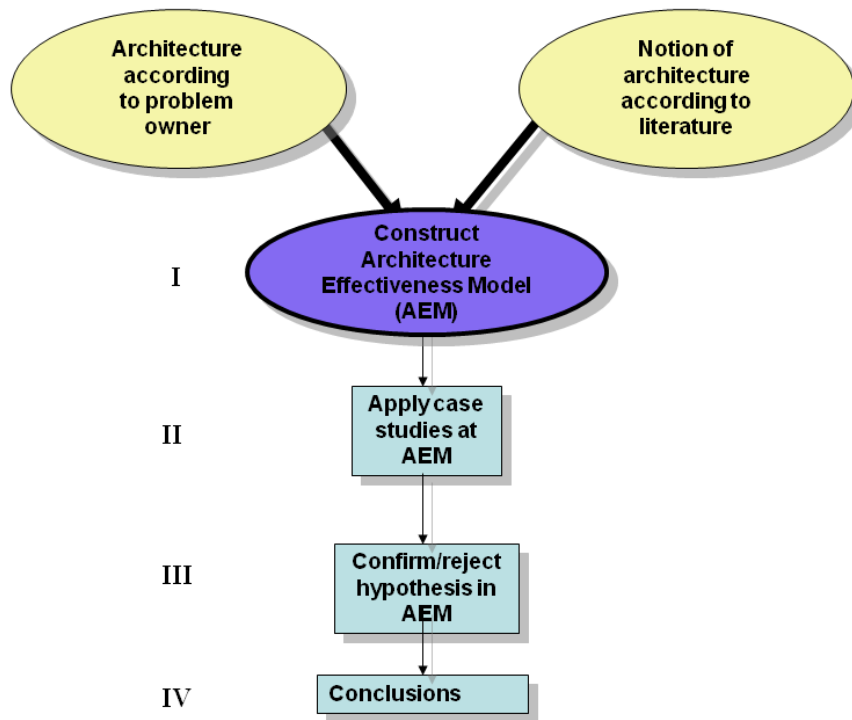 Architecture
according
to problem
owner
Notion of
architecture
according to
literature
I
Construct
Architecture
Effectiveness Model
(AEM)
II
Apply case
studies at
AEM
III
Confirm/reject
hypothesis in
AEM
IV
Conclusions